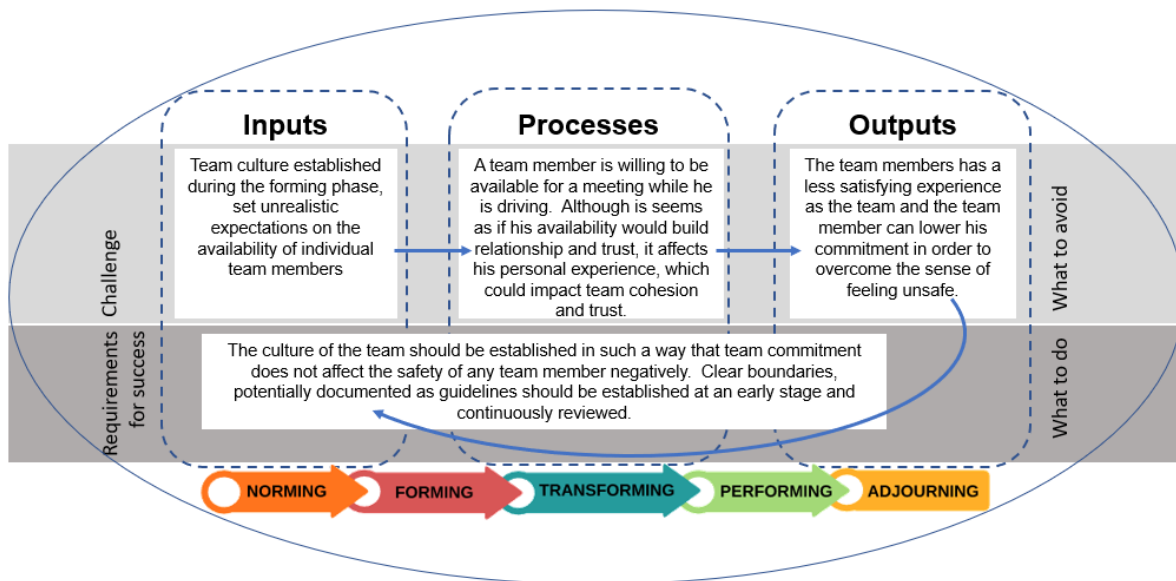 Inputs
Processes
Outputs
Team culture established
during the forming phase,
set unrealistic
expectations on the
availability of individual
team members
A team member is willing to be
available for a meeting while he
is driving.  Although is seems
as if his availability would build
relationship and trust, it affects
his personal experience, which
could impact team cohesion
and trust.
The team members has a
less satisfying experience
as the team and the team
member can lower his
commitment in order to
overcome the sense of
feeling unsafe.
Challenge
What to avoid
Requirements
for success
The culture of the team should be established in such a way that team commitment
does not affect the safety of any team member negatively.  Clear boundaries,
potentially documented as guidelines should be established at an early stage and
continuously reviewed.
What to do
NORMING
FORMING
TRANSFORMING
PERFORMING
ADJOURNING